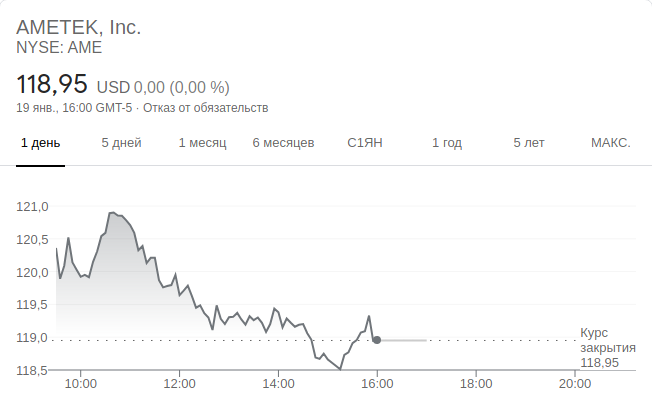 AMETEK, Inc.
NYSE: AME
118,95 USD 0,00 (0,00 %)
19 янв., 16:00 GMT-5 · Отказ от обязательств
1 день 5 дней 1 месяц 6 месяцев С1ЯН 1 год 5 лет МАКС.
121,0
120,5
120,0
119,5
119,0
118,5
Курс
закрытия
118,95
10:00 12:00 14:00 16:00 18:00 20:00